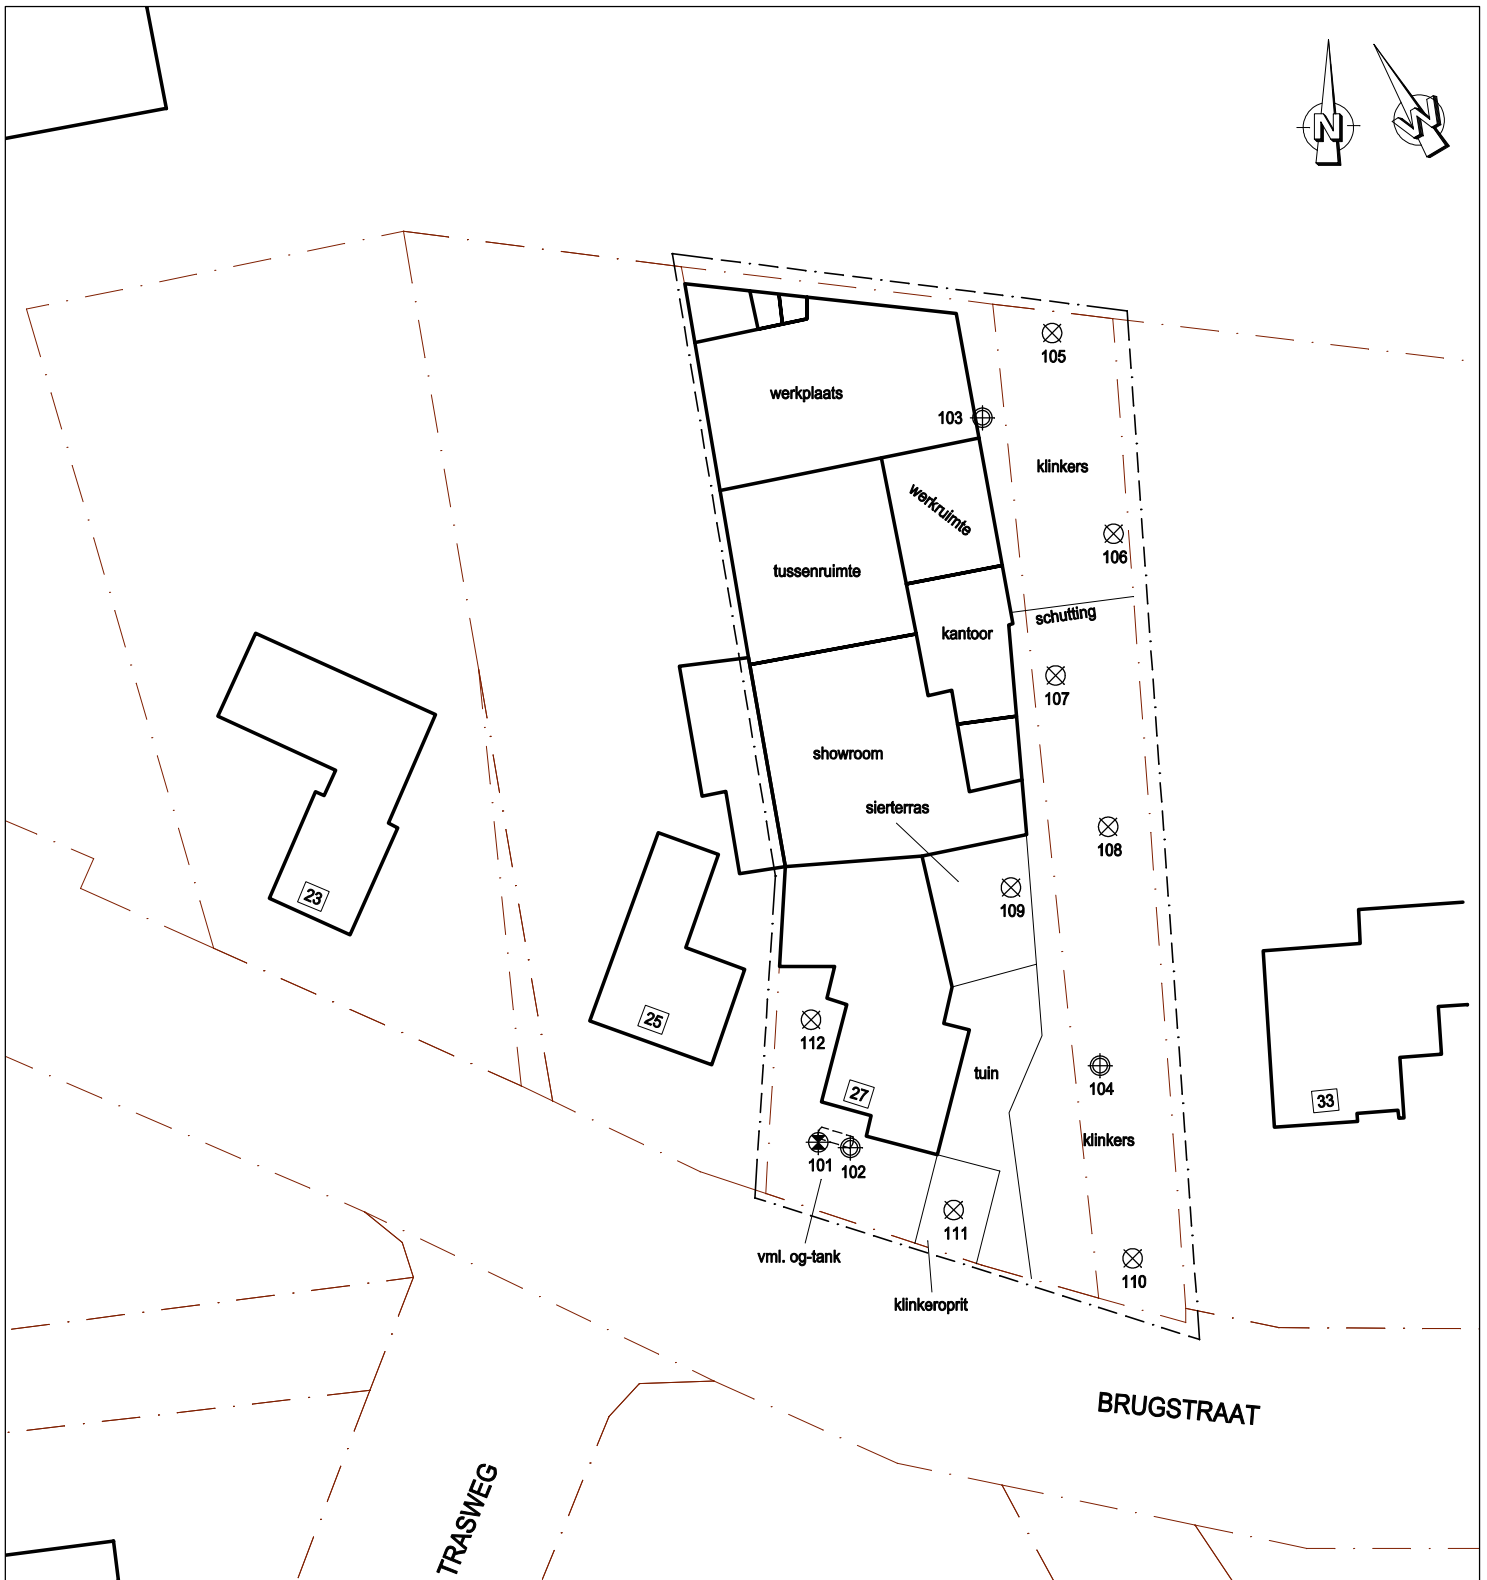 N
W
105
werkplaats
103
klinkers
werkruimte
106
tussenruimte
schutting
kantoor
107
showroom
sierterras
108
23
109
25
112
tuin
104
27
33
klinkers
101
102
111
vml. og-tank
110
klinkeroprit
BRUGSTRAAT
TRASWEG